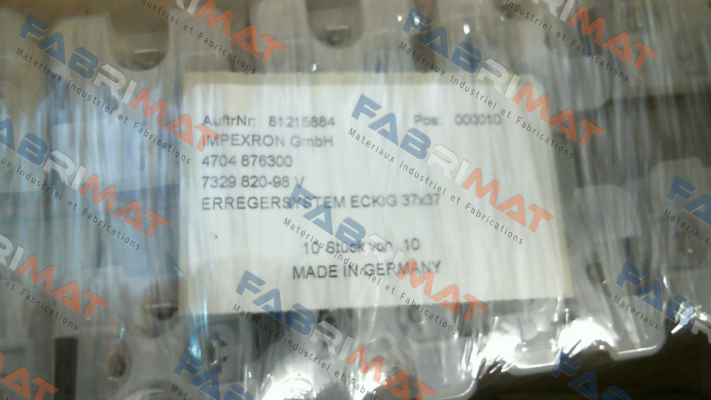 AuftrNr: 81215884 Pos: 000010
IMPEXRON GmbH
4704 876300
7329 820-98 V
ERREGERSYSTEM ECKIG 37x37
10 Stück von 10
MADE IN GERMANY
FABRIMAT
Materiaux Industriel et Fabrications